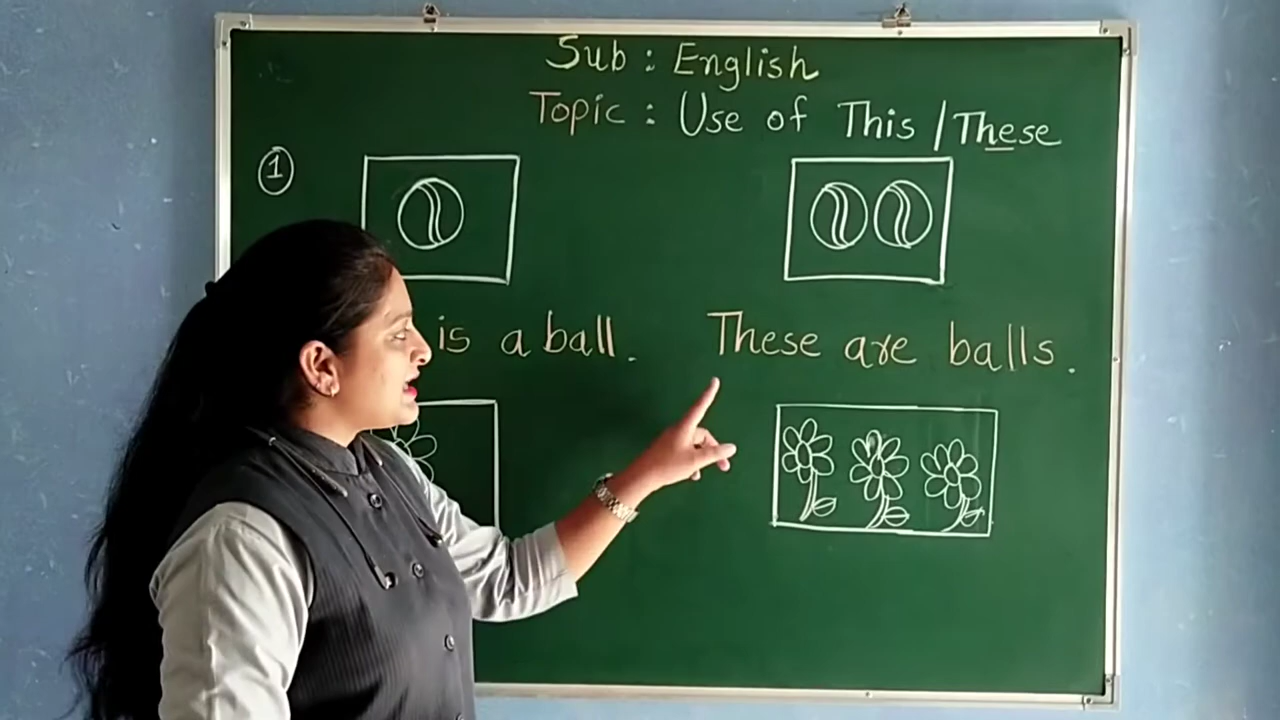 Sub : English
Topic : Use of This / These
1
is a ball.
These are balls.